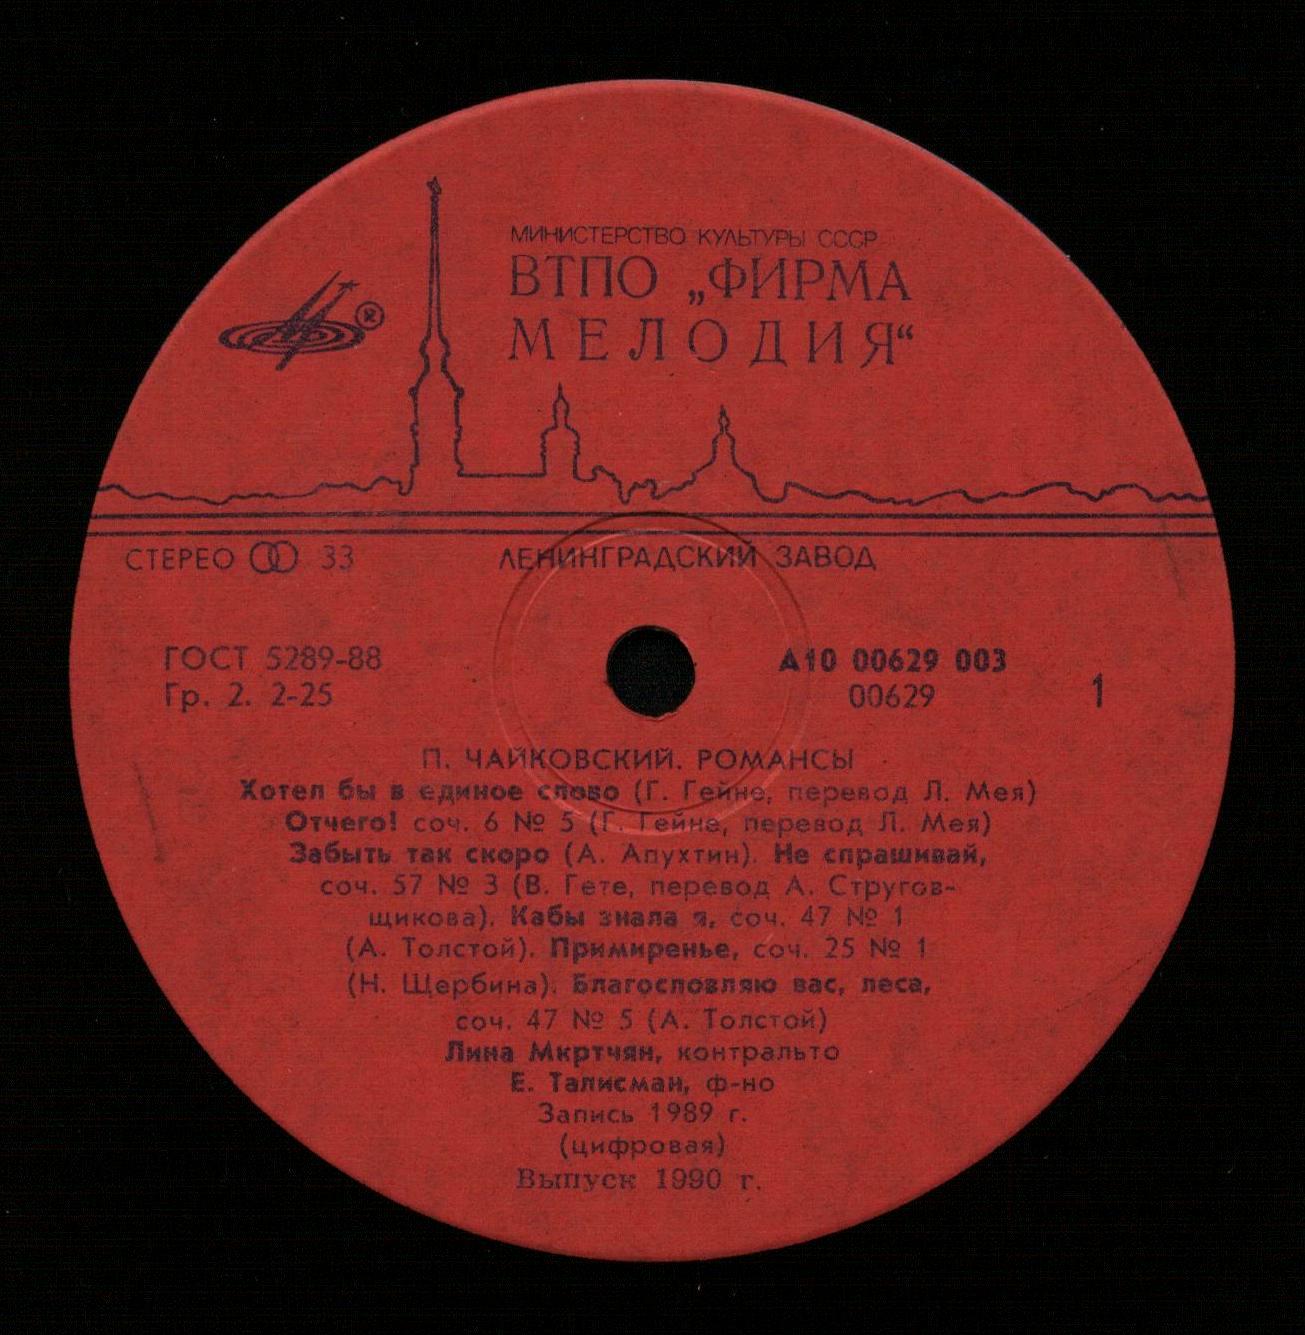 МИНИСТЕРСТВО КУЛЬТУРЫ СССР
ВТПО „ФИРМА
МЕЛОДИЯ“
®
СТЕРЕО 33
ЛЕНИНГРАДСКИЙ ЗАВОД
ГОСТ 5289-88
Гр. 2. 2-25
А10 00629 003
00629
1
П. ЧАЙКОВСКИЙ. РОМАНСЫ
Хотел бы в единое слово (Г. Гейне, перевод Л. Мея)
Отчего! соч. 6 № 5 (Г. Гейне, перевод Л. Мея)
Забыть так скоро (А. Апухтин). Не спрашивай,
соч. 57 № 3 (В. Гете, перевод А. Стругов-
щикова). Кабы знала я, соч. 47 № 1
(А. Толстой). Примиренье, соч. 25 № 1
(Н. Щербина). Благословляю вас, леса,
соч. 47 № 5 (А. Толстой)
Лина Мкртчян, контральто
Е. Талисман, ф-но
Запись 1989 г.
(цифровая)
Выпуск 1990 г.